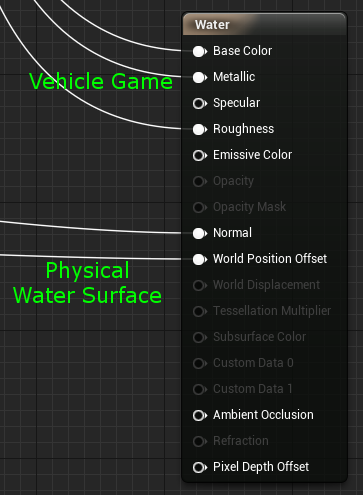 Water
Base Color
Metallic
Vehicle Game
Specular
Roughness
Emissive Color
Opacity
Opacity Mask
Normal
World Position Offset
Physical
Water Surface
World Displacement
Tessellation Multiplier
Subsurface Color
Custom Data 0
Custom Data 1
Ambient Occlusion
Refraction
Pixel Depth Offset